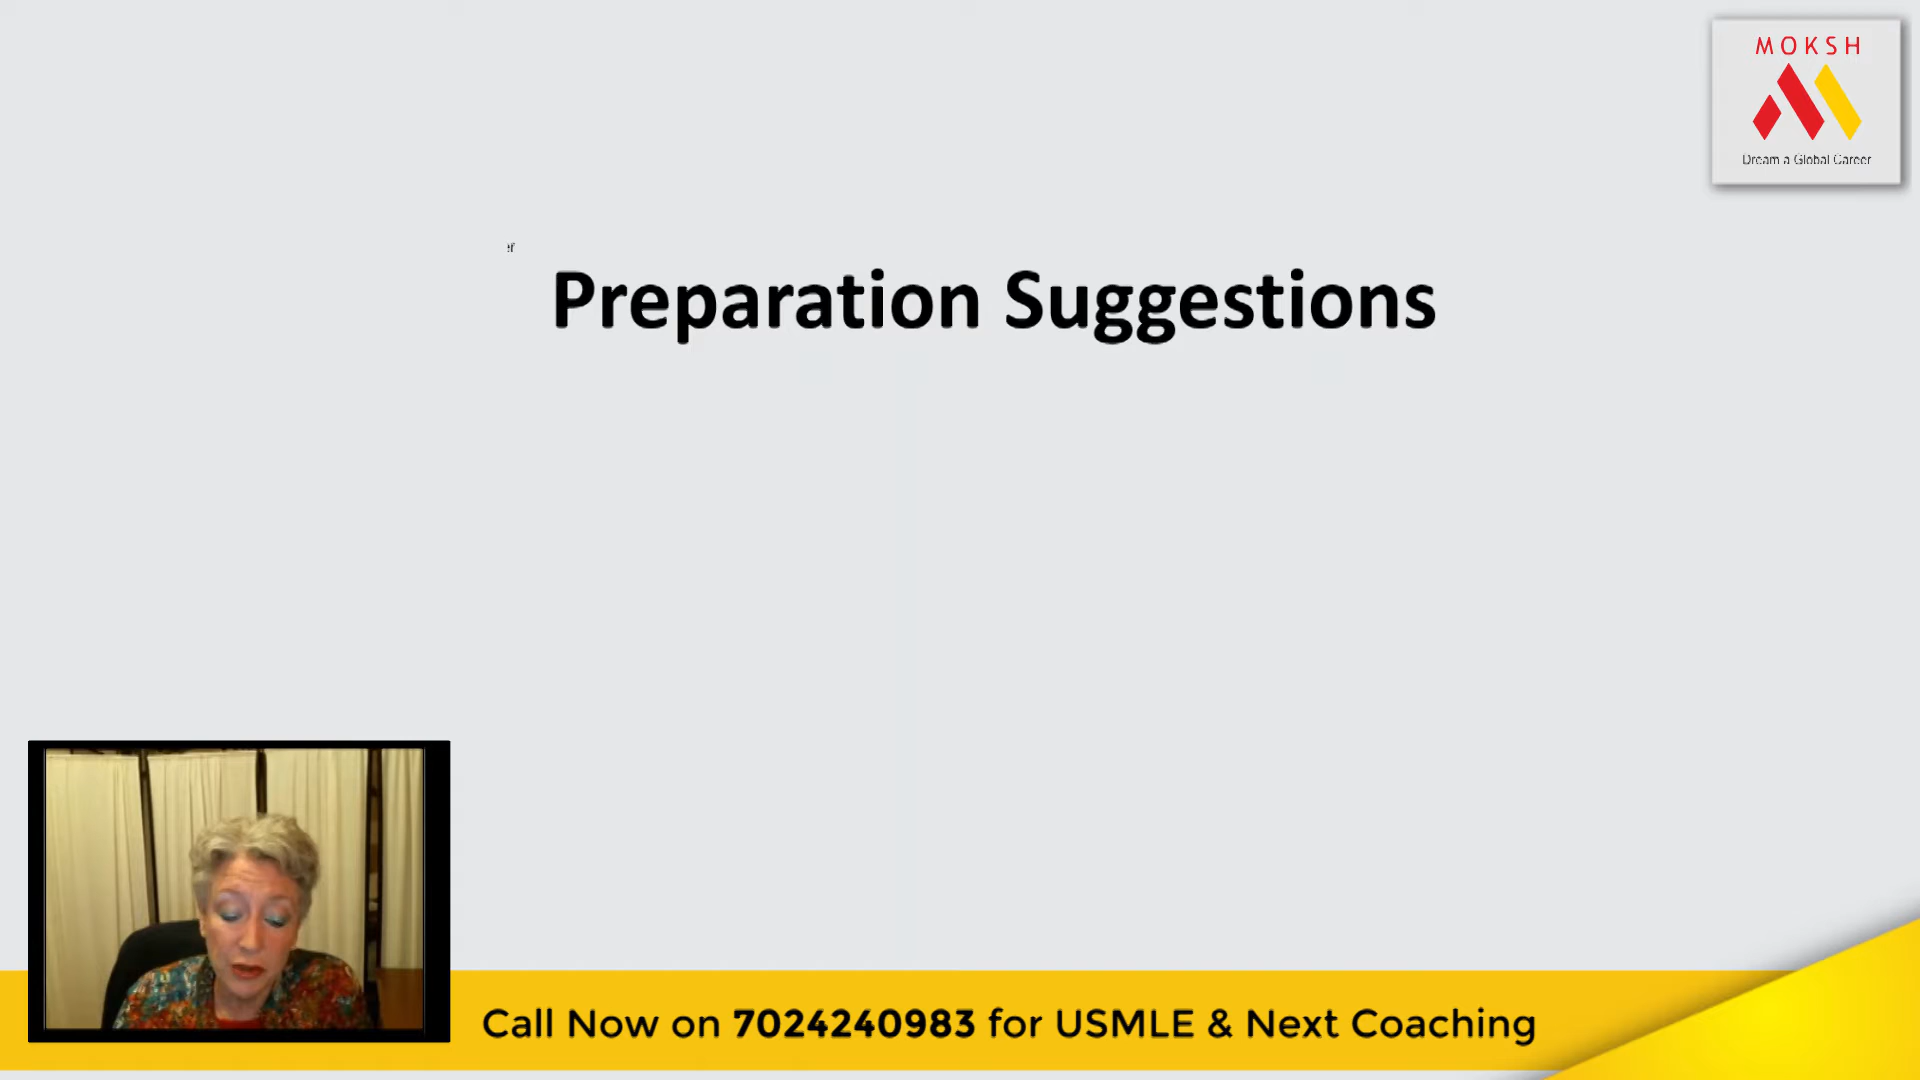 MOKSH
Dream a Global Career
Preparation Suggestions
Call Now on 7024240983 for USMLE & Next Coaching